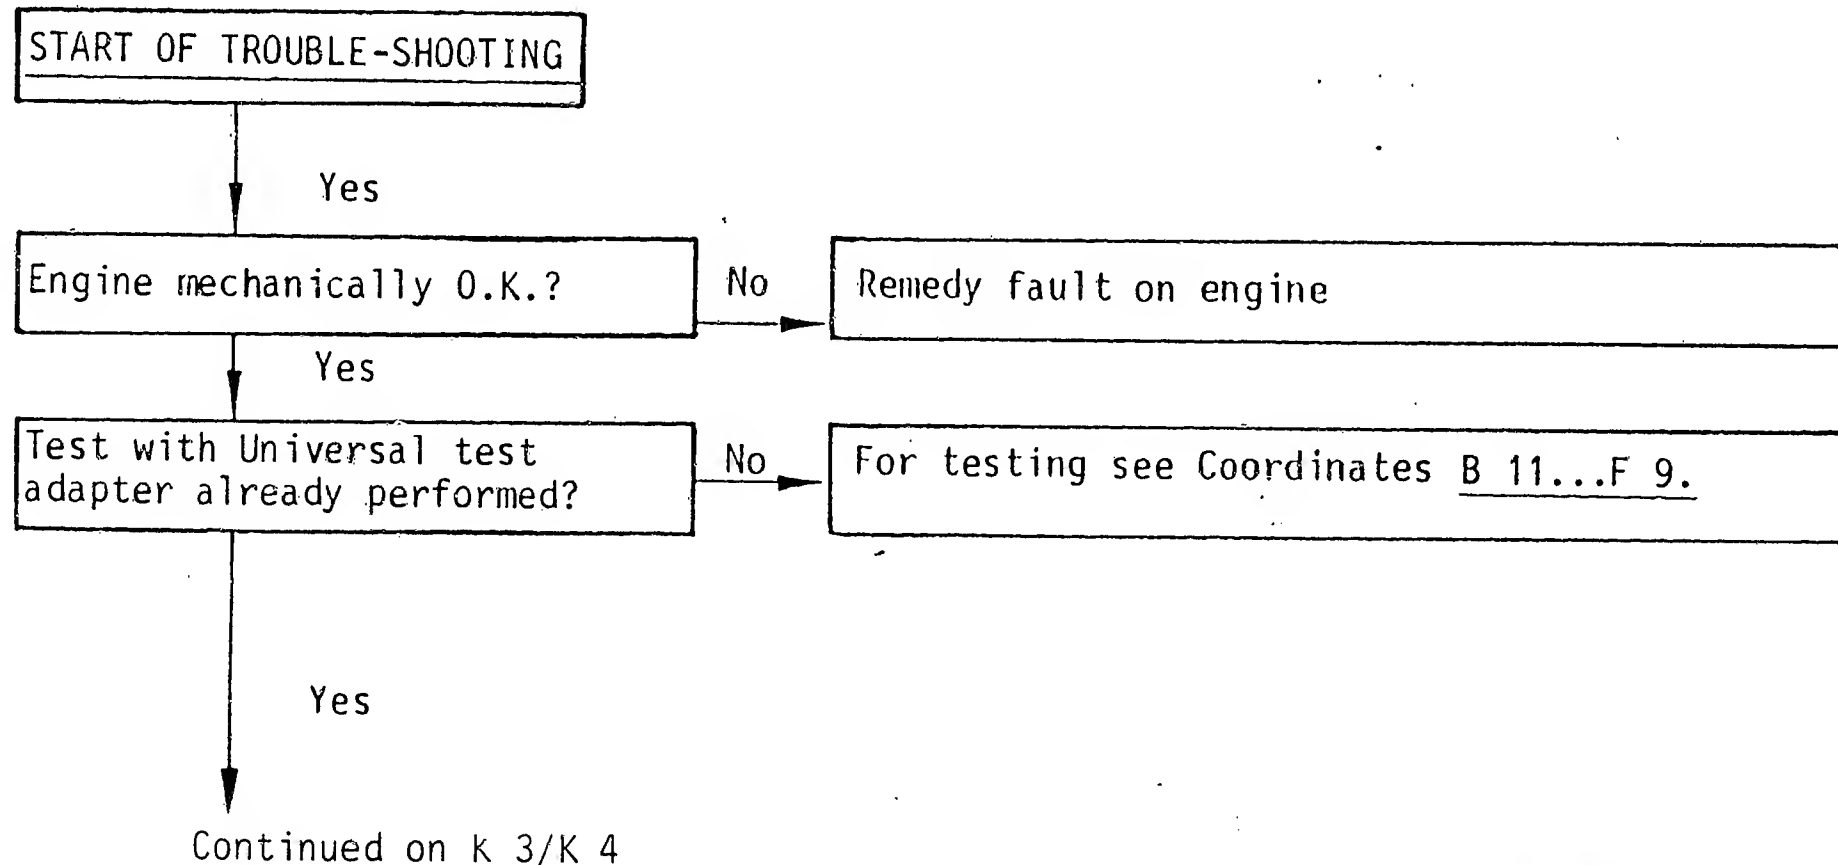 START OF TROUBLE-SHOOTING
Yes
Engine mechanically O.K.?
No
Remedy fault on engine
Yes
Test with Universal test
adapter already performed?
No
For testing see Coordinates B 11...F 9.
Yes
Continued on K 3/K 4